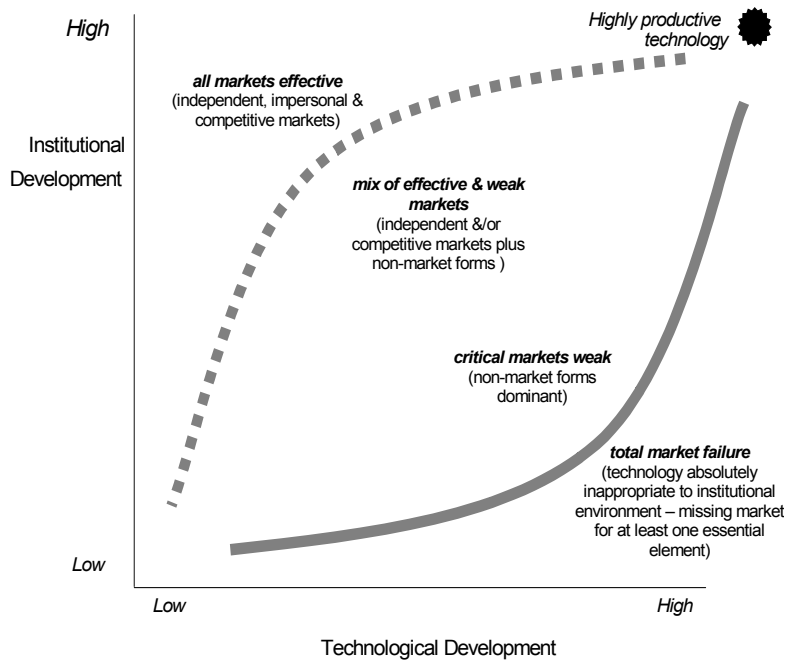 High
Highly productive
technology
all markets effective
(independent, impersonal &
competitive markets)
Institutional
Development
mix of effective & weak
markets
(independent &/or
competitive markets plus
non-market forms )
critical markets weak
(non-market forms
dominant)
total market failure
(technology absolutely
inappropriate to institutional
environment – missing market
for at least one essential
element)
Low
Low
High
Technological Development